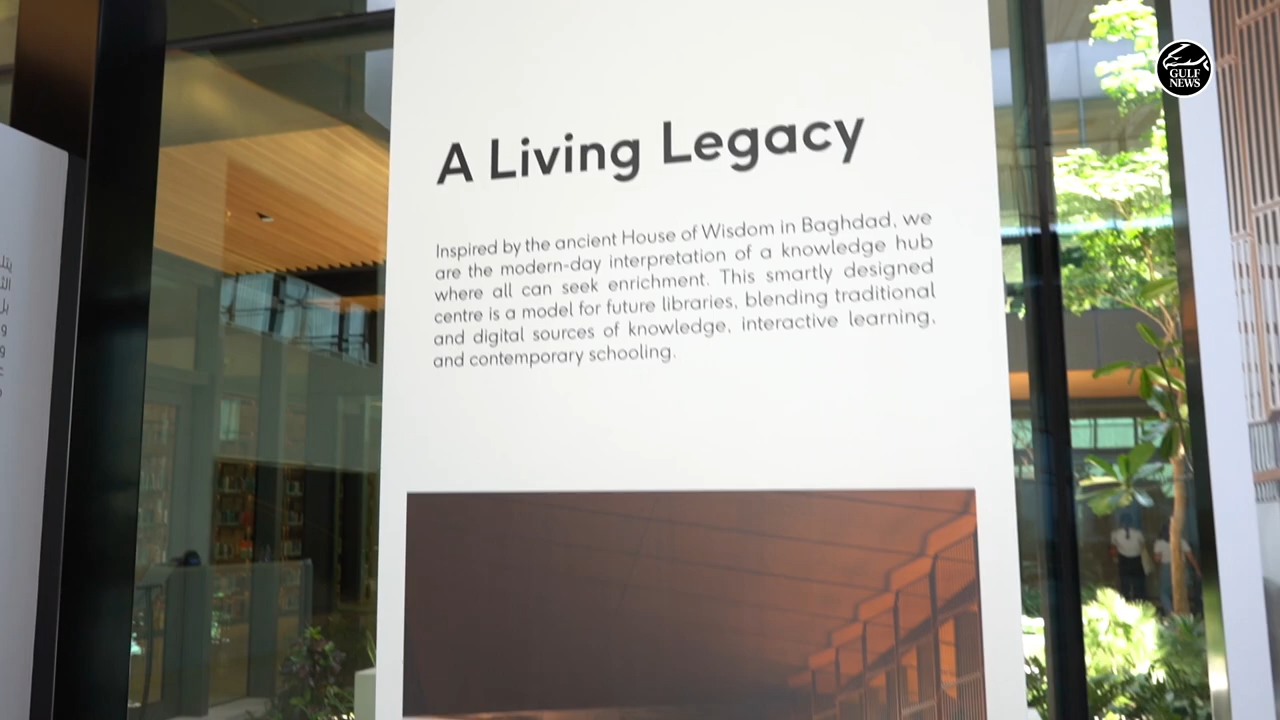 A Living Legacy
Inspired by the ancient House of Wisdom in Baghdad, we
are the modern-day interpretation of a knowledge hub
where all can seek enrichment. This smartly designed
centre is a model for future libraries, blending traditional
and digital sources of knowledge, interactive learning,
and contemporary schooling.
GULF
NEWS